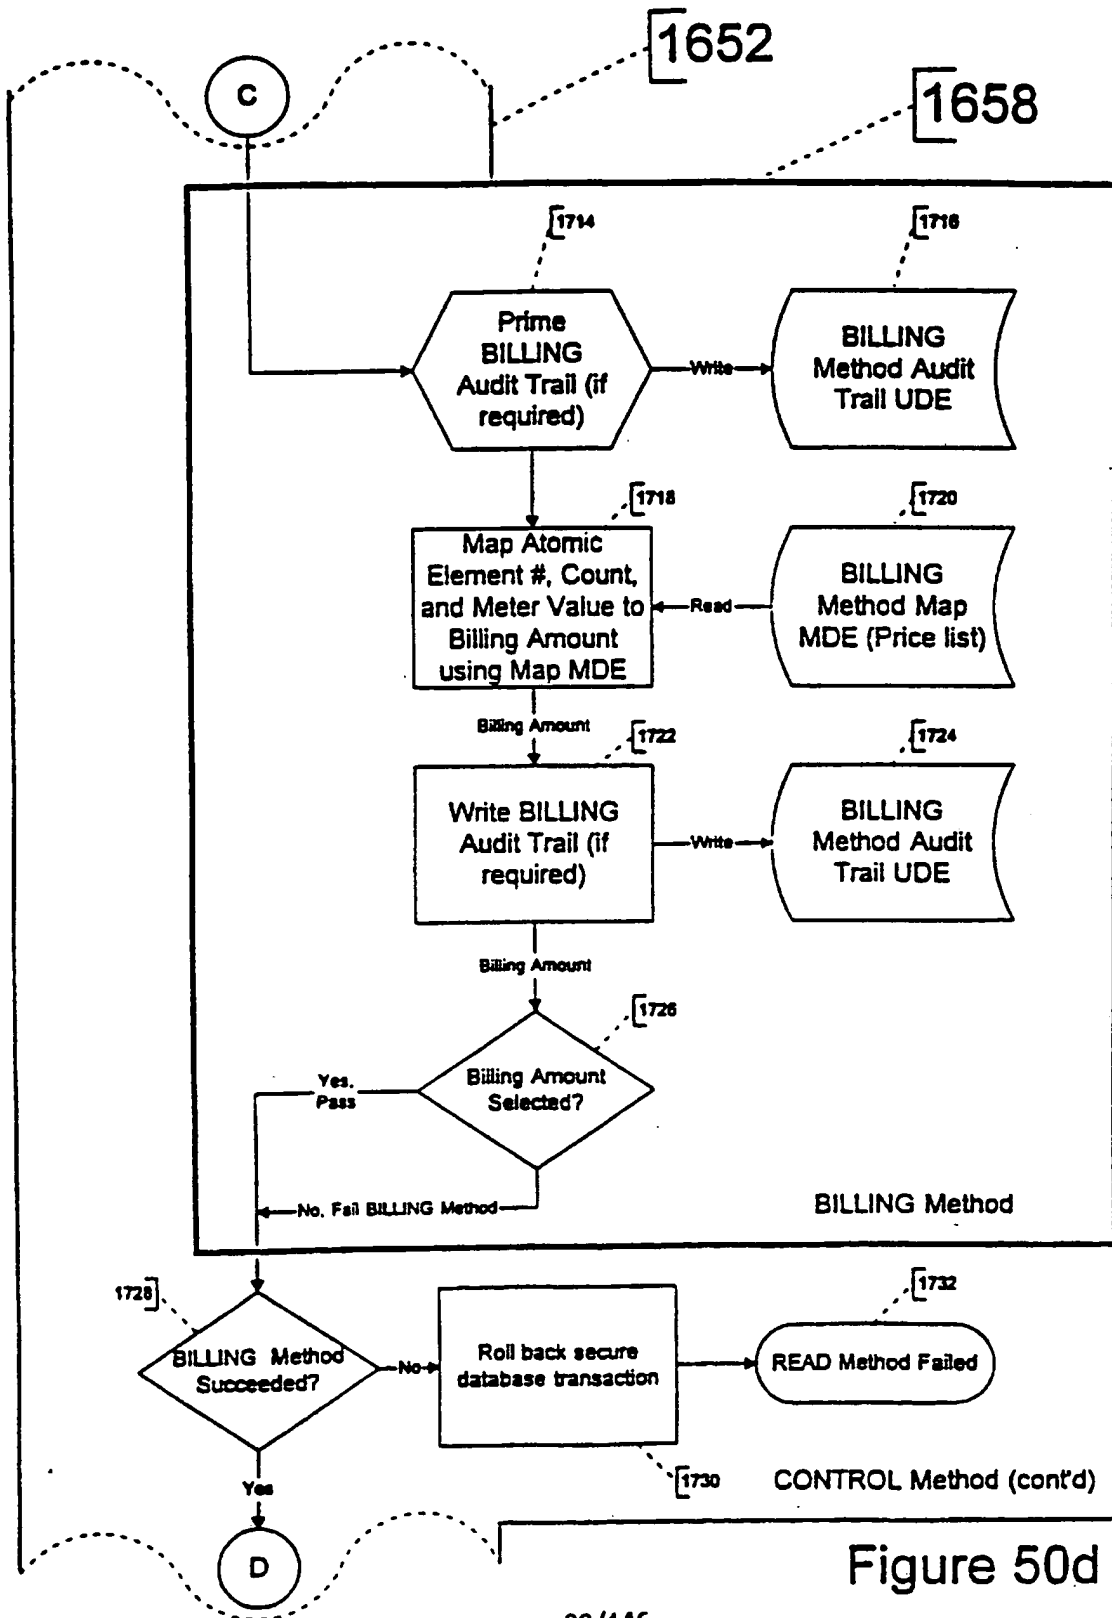 1652
C
1658
1714
1716
Prime
BILLING
Audit Trail (if
required)
Write
BILLING
Method Audit
Trail UDE
1718
1720
Map Atomic
Element #, Count,
and Meter Value to
Billing Amount
using Map MDE
Read
BILLING
Method Map
MDE (Price list)
Billing Amount
1722
1724
Write BILLING
Audit Trail (if
required)
Write
BILLING
Method Audit
Trail UDE
Billing Amount
1726
Billing Amount
Selected?
Yes,
Pass
No, Fail BILLING Method
BILLING Method
1728
BILLING Method
Succeeded?
No
Roll back secure
database transaction
1732
READ Method Failed
1730
CONTROL Method (cont'd)
Yes
D
Figure 50d